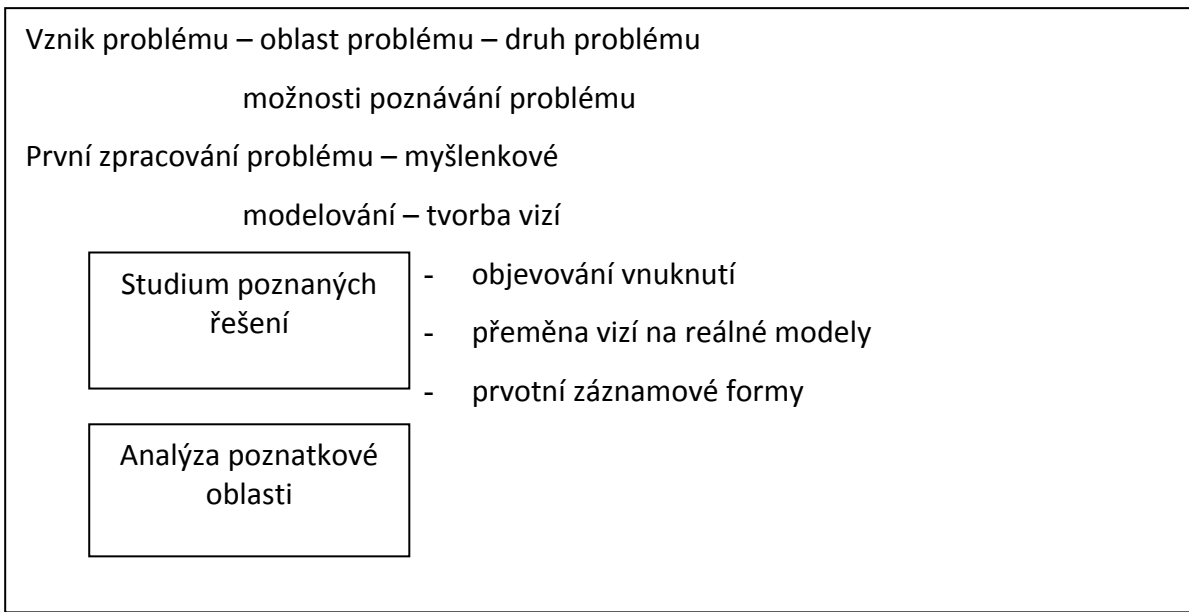 Vznik problému – oblast problému – druh problému
možnosti poznávání problému
První zpracování problému – myšlenkové
modelování – tvorba vizí
Studium poznaných
řešení
- objevování vnuknutí
- přeměna vizí na reálné modely
- prvotní záznamové formy
Analýza poznatkové
oblasti